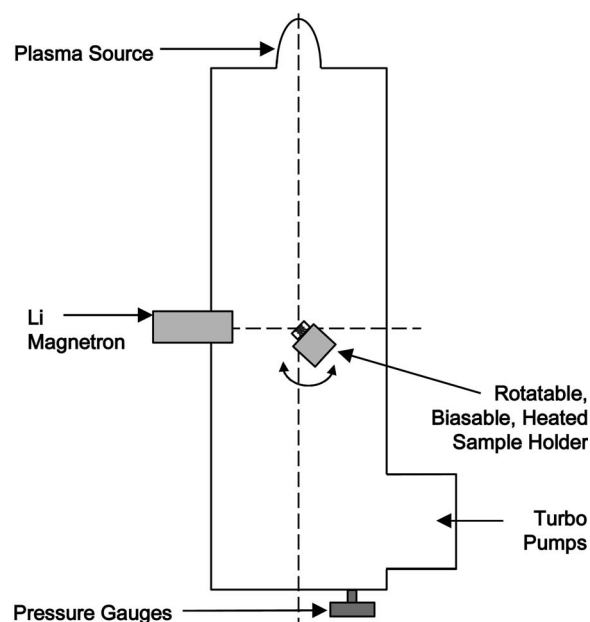 Plasma Source
Li
Magnetron
Rotatable,
Biasable, Heated
Sample Holder
Turbo
Pumps
Pressure Gauges